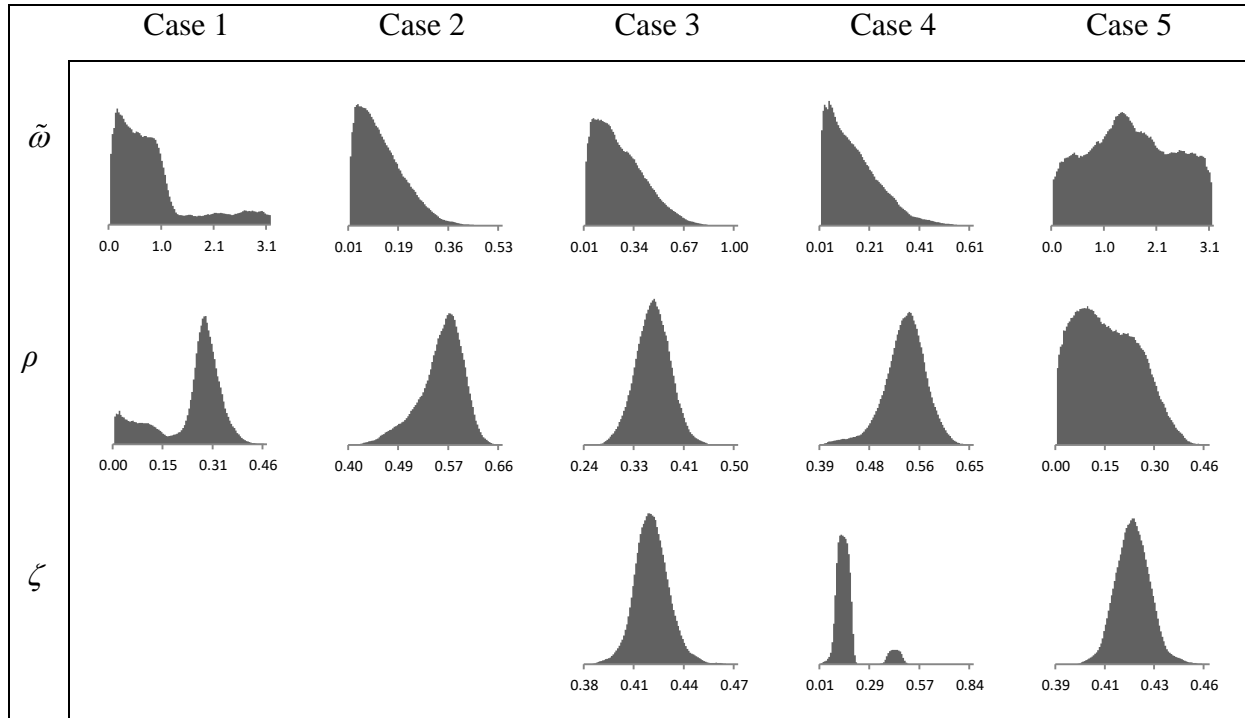 Case 1 Case 2 Case 3 Case 4 Case 5
ω̃
0.0 1.0 2.1 3.1 0.01 0.19 0.36 0.53 0.01 0.34 0.67 1.00 0.01 0.21 0.41 0.61 0.0 1.0 2.1 3.1
ρ
0.00 0.15 0.31 0.46 0.40 0.49 0.57 0.66 0.24 0.33 0.41 0.50 0.39 0.48 0.56 0.65 0.00 0.15 0.30 0.46
ζ
0.38 0.41 0.44 0.47 0.01 0.29 0.57 0.84 0.39 0.41 0.43 0.46